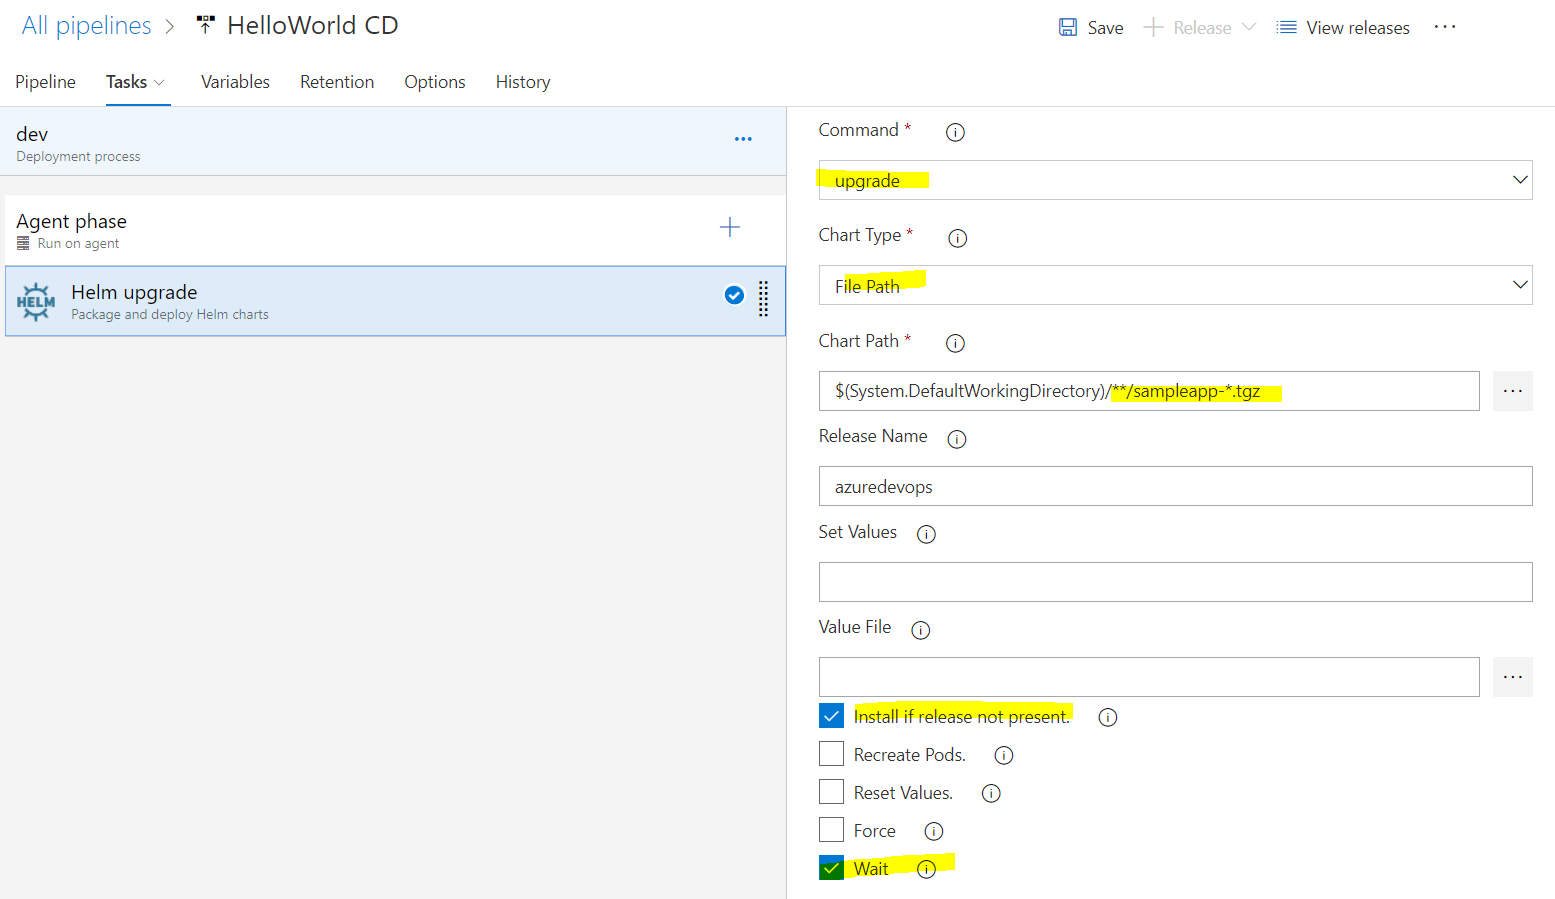 All pipelines > HelloWorld CD
Save Release View releases ...
Pipeline Tasks Variables Retention Options History
dev
Deployment process
Agent phase
Run on agent
HELM
Helm upgrade
Package and deploy Helm charts
Command *
upgrade
Chart Type *
File Path
Chart Path *
$(System.DefaultWorkingDirectory)/**/sampleapp-*.tgz
Release Name
azuredevops
Set Values
Value File
Install if release not present.
Recreate Pods.
Reset Values.
Force
Wait